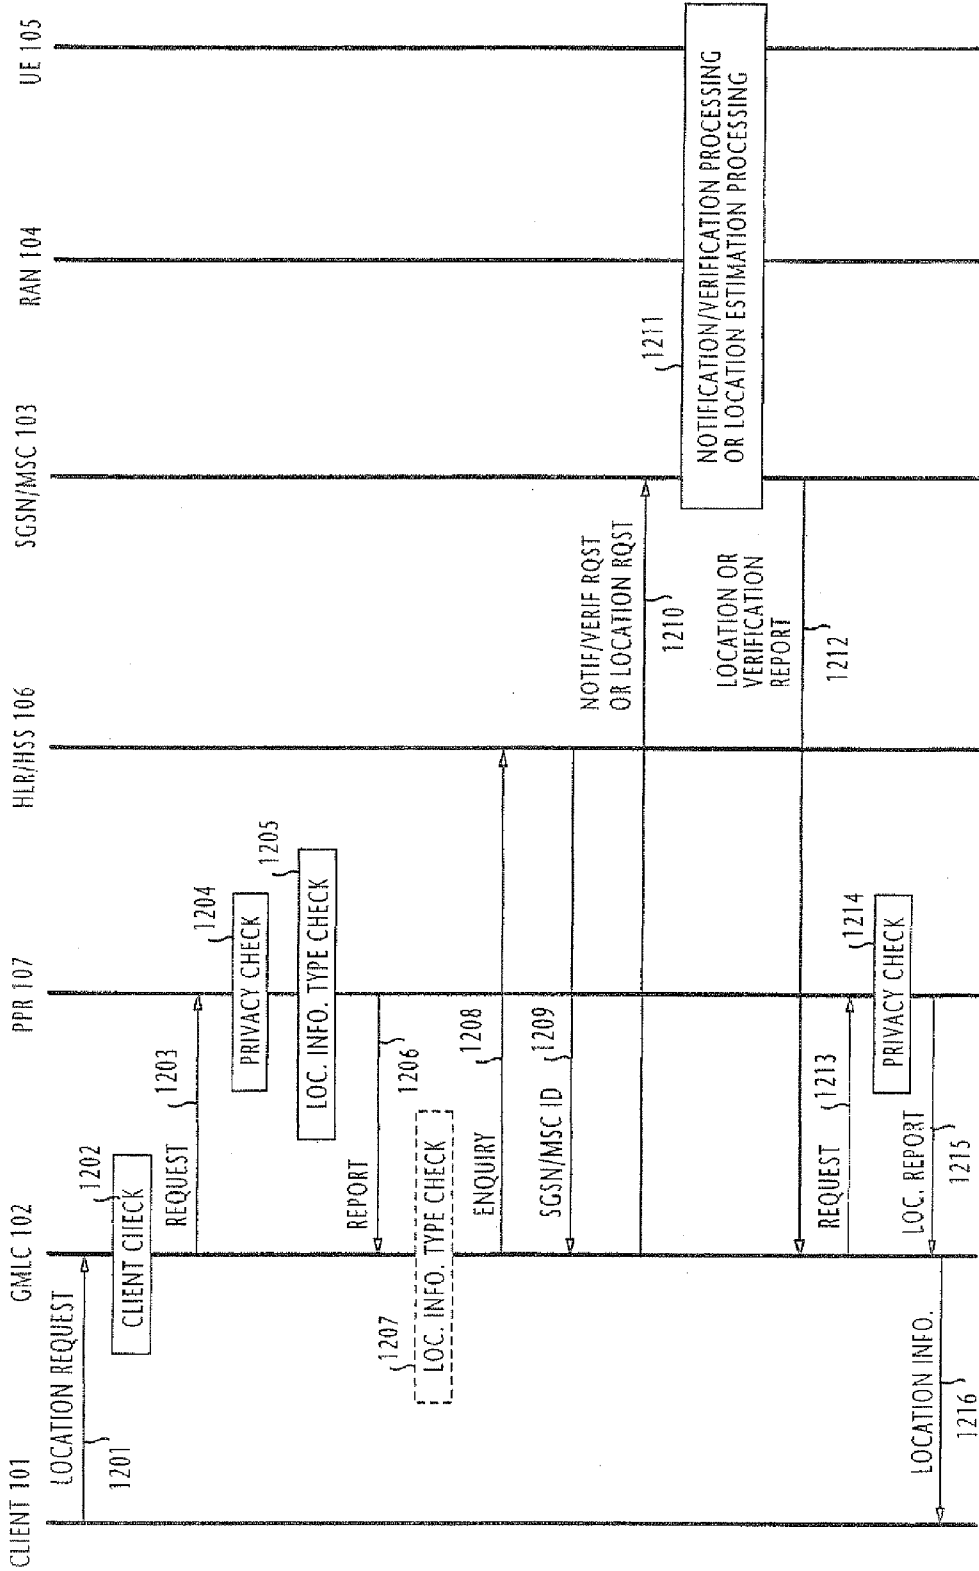 CLIENT 101
GMLC 102
PPR 107
HLR/HSS 106
SGSN/MSC 103
RAN 104
UE 105
LOCATION REQUEST
1201
1202
CLIENT CHECK
REQUEST
1203
1204
PRIVACY CHECK
1205
LOC. INFO. TYPE CHECK
REPORT
1206
1207
LOC. INFO. TYPE CHECK
ENQUIRY
1208
SGSN/MSC ID
1209
NOTIF/VERIF RQST
OR LOCATION RQST
1210
1211
NOTIFICATION/VERIFICATION PROCESSING
OR LOCATION ESTIMATION PROCESSING
LOCATION OR
VERIFICATION
REPORT
1212
REQUEST
1213
1214
PRIVACY CHECK
LOC. REPORT
1215
LOCATION INFO.
1216